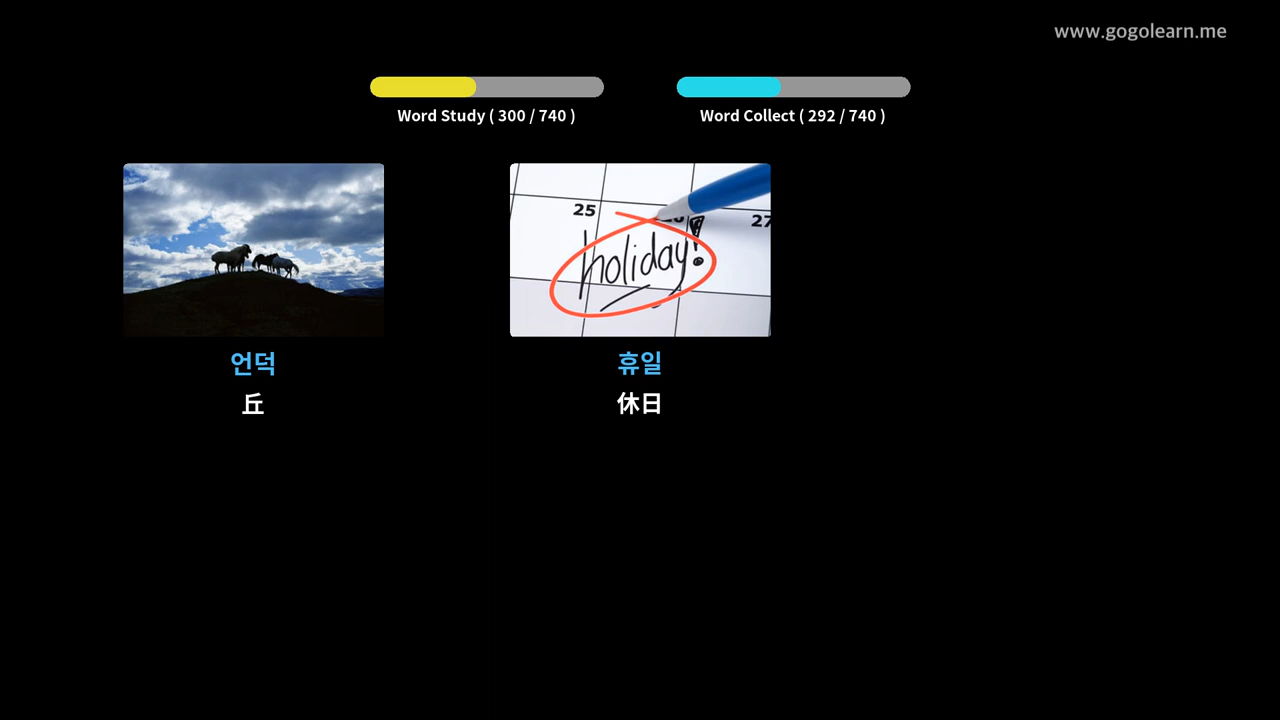 www.gogolearn.me
Word Study ( 300 / 740 )
Word Collect ( 292 / 740 )
25
27
holiday!
언덕
휴일
丘
休日